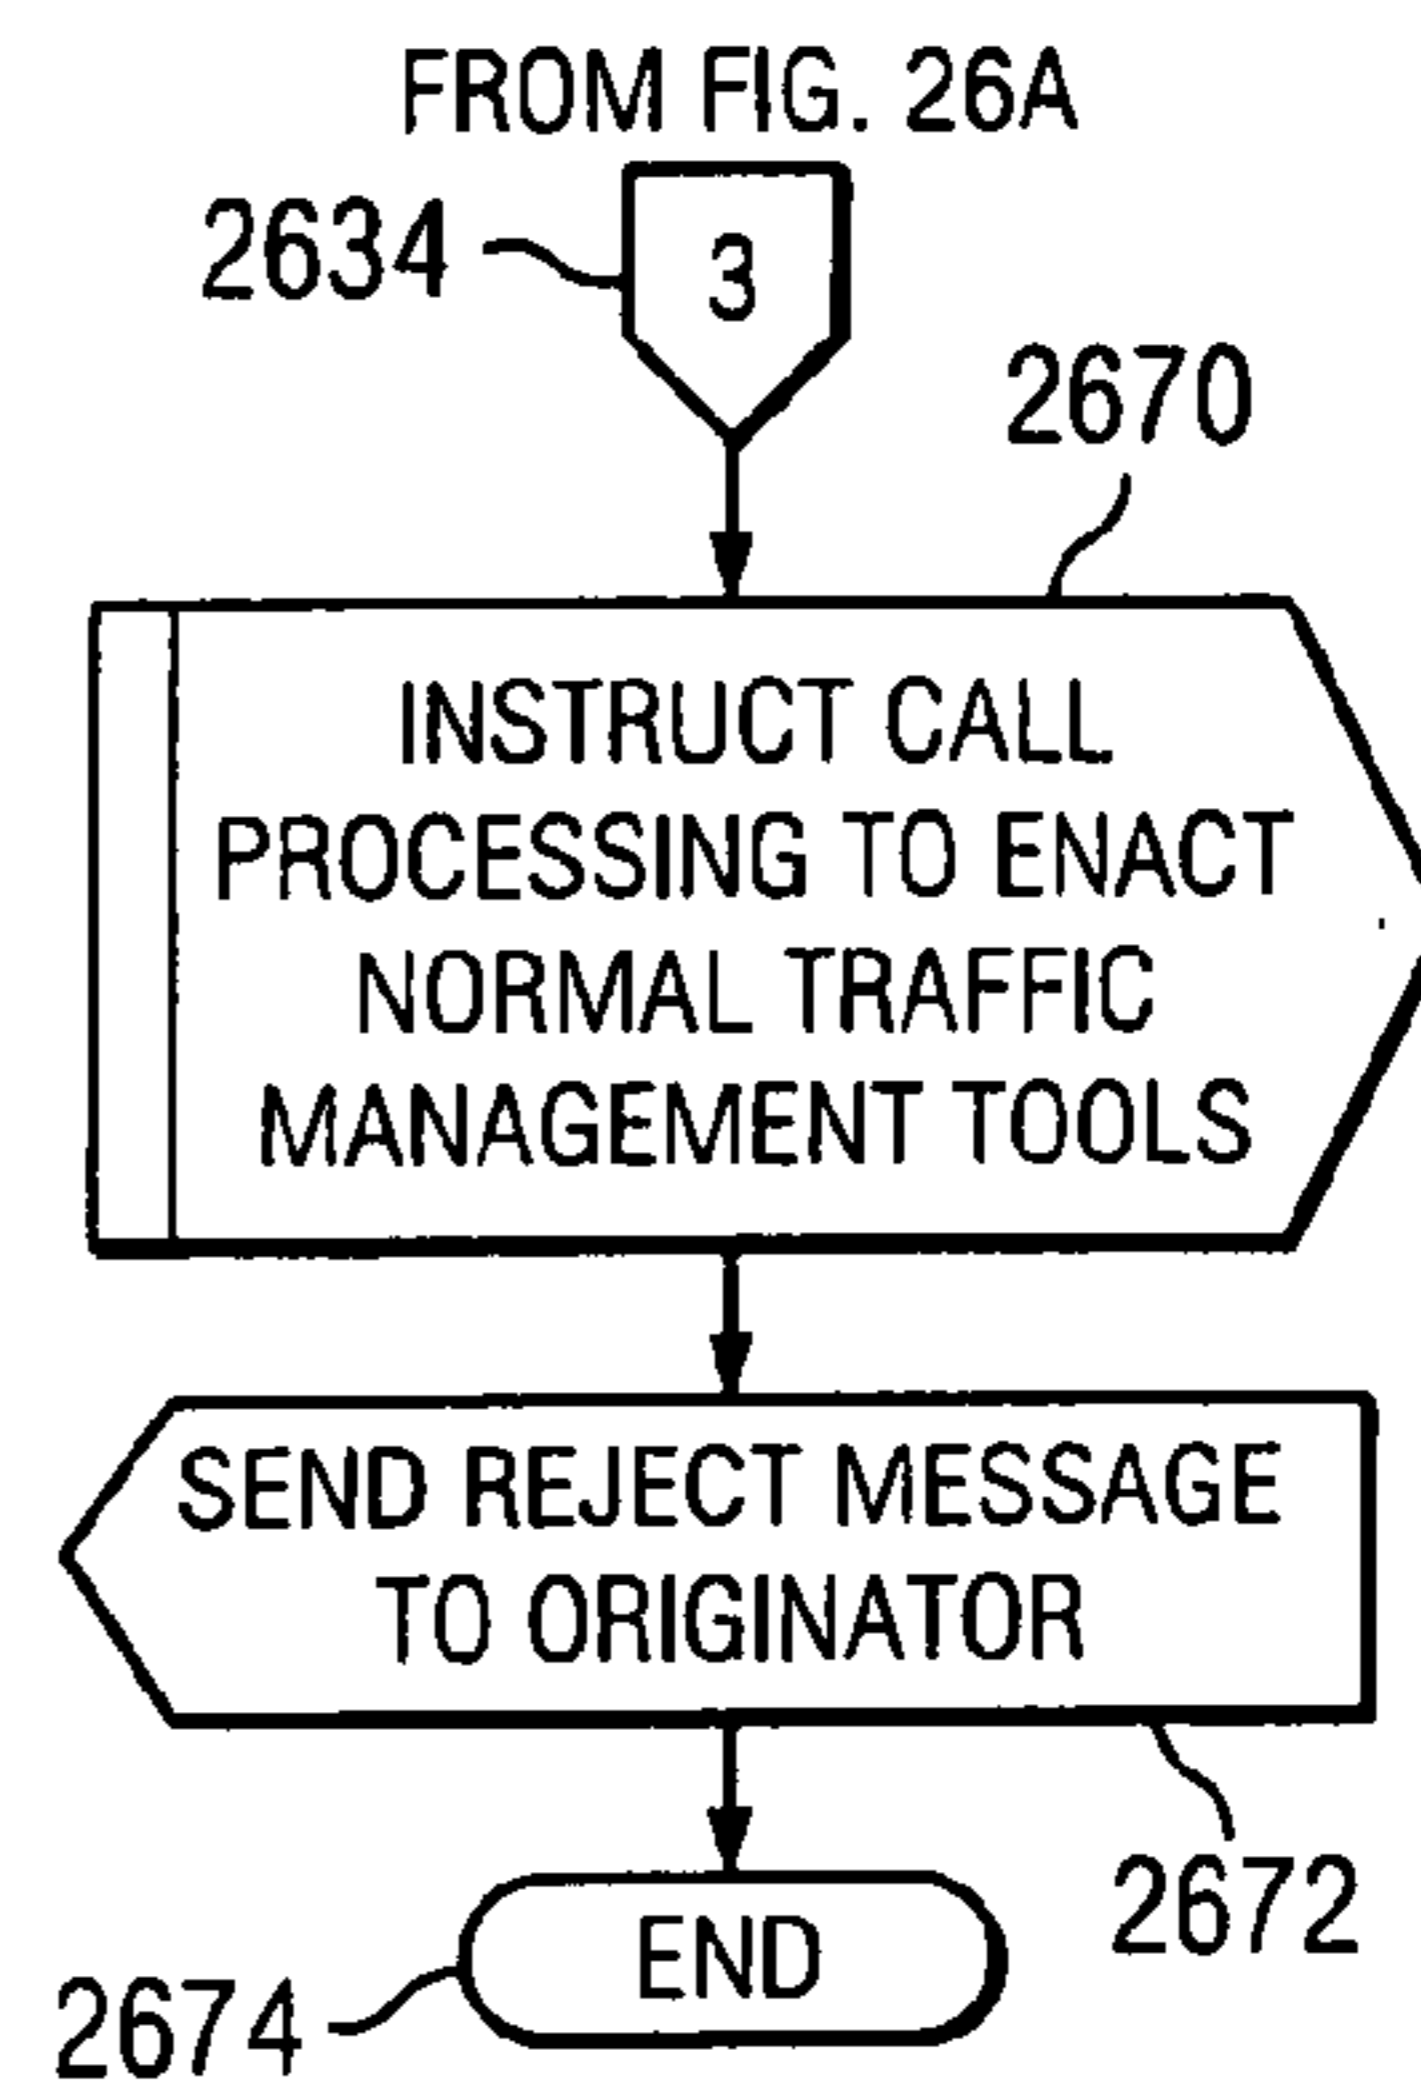 FROM FIG. 26A
2634
3
2670
INSTRUCT CALL
PROCESSING TO ENACT
NORMAL TRAFFIC
MANAGEMENT TOOLS
SEND REJECT MESSAGE
TO ORIGINATOR
2672
END
2674